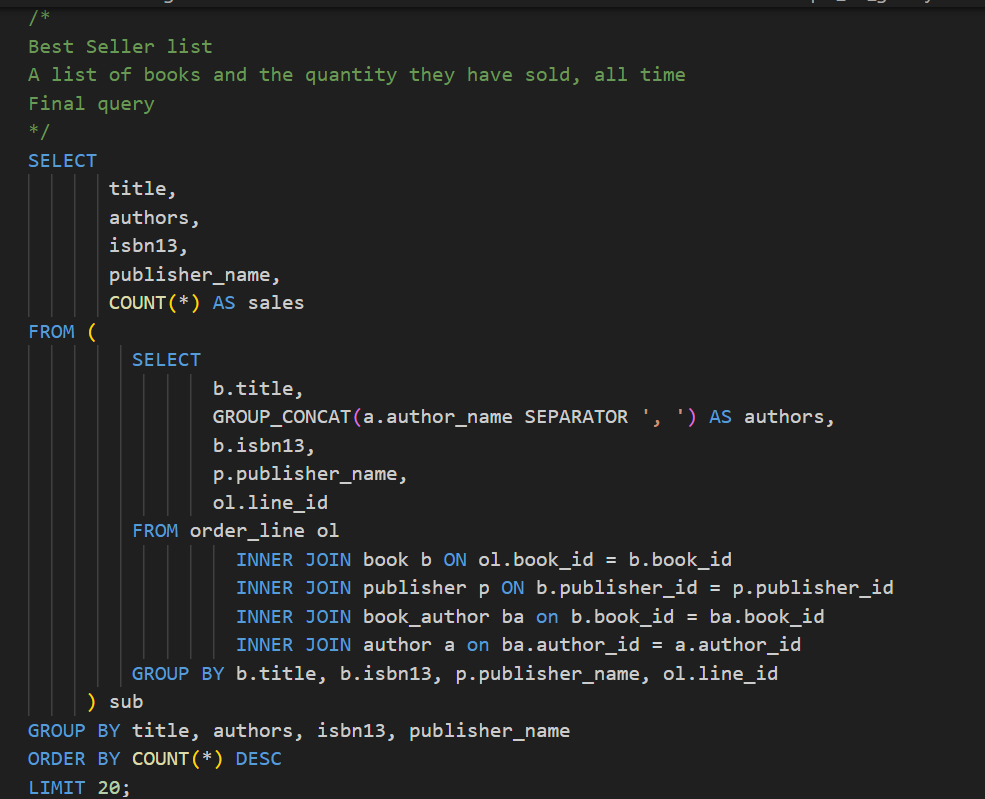 /*
Best Seller list
A list of books and the quantity they have sold, all time
Final query
*/
SELECT
title,
authors,
isbn13,
publisher_name,
COUNT(*) AS sales
FROM (
SELECT
b.title,
GROUP_CONCAT(a.author_name SEPARATOR ', ') AS authors,
b.isbn13,
p.publisher_name,
ol.line_id
FROM order_line ol
INNER JOIN book b ON ol.book_id = b.book_id
INNER JOIN publisher p ON b.publisher_id = p.publisher_id
INNER JOIN book_author ba on b.book_id = ba.book_id
INNER JOIN author a on ba.author_id = a.author_id
GROUP BY b.title, b.isbn13, p.publisher_name, ol.line_id
) sub
GROUP BY title, authors, isbn13, publisher_name
ORDER BY COUNT(*) DESC
LIMIT 20;